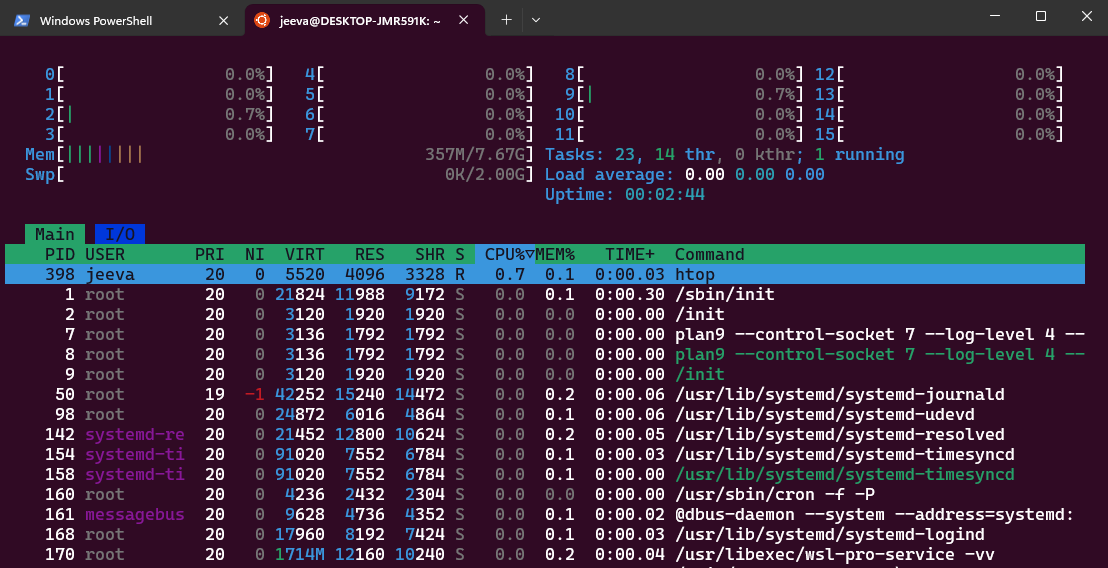 Windows PowerShell jeeva@DESKTOP-JMR591K: ~
0[ 0.0%] 4[ 0.0%] 8[ 0.0%] 12[ 0.0%]
1[ 0.0%] 5[ 0.0%] 9[| 0.7%] 13[ 0.0%]
2[| 0.7%] 6[ 0.0%] 10[ 0.0%] 14[ 0.0%]
3[ 0.0%] 7[ 0.0%] 11[ 0.0%] 15[ 0.0%]
Mem[|||||||| 357M/7.67G] Tasks: 23, 14 thr, 0 kthr; 1 running
Swp[ 0K/2.00G] Load average: 0.00 0.00 0.00
Uptime: 00:02:44
Main I/O
PID USER PRI NI VIRT RES SHR S CPU%▽MEM% TIME+ Command
398 jeeva 20 0 5520 4096 3328 R 0.7 0.1 0:00.03 htop
1 root 20 0 21824 11988 9172 S 0.0 0.1 0:00.30 /sbin/init
2 root 20 0 3120 1920 1920 S 0.0 0.0 0:00.00 /init
7 root 20 0 3136 1792 1792 S 0.0 0.0 0:00.00 plan9 --control-socket 7 --log-level 4 --
8 root 20 0 3136 1792 1792 S 0.0 0.0 0:00.00 plan9 --control-socket 7 --log-level 4 --
9 root 20 0 3120 1920 1920 S 0.0 0.0 0:00.00 /init
50 root 19 -1 42252 15240 14472 S 0.0 0.2 0:00.06 /usr/lib/systemd/systemd-journald
98 root 20 0 24872 6016 4864 S 0.0 0.1 0:00.06 /usr/lib/systemd/systemd-udevd
142 systemd-re 20 0 21452 12800 10624 S 0.0 0.2 0:00.05 /usr/lib/systemd/systemd-resolved
154 systemd-ti 20 0 91020 7552 6784 S 0.0 0.1 0:00.03 /usr/lib/systemd/systemd-timesyncd
158 systemd-ti 20 0 91020 7552 6784 S 0.0 0.1 0:00.00 /usr/lib/systemd/systemd-timesyncd
160 root 20 0 4236 2432 2304 S 0.0 0.0 0:00.00 /usr/sbin/cron -f -P
161 messagebus 20 0 9628 4736 4352 S 0.0 0.1 0:00.02 @dbus-daemon --system --address=systemd:
168 root 20 0 17960 8192 7424 S 0.0 0.1 0:00.03 /usr/lib/systemd/systemd-logind
170 root 20 0 1714M 12160 10240 S 0.0 0.2 0:00.04 /usr/libexec/wsl-pro-service -vv